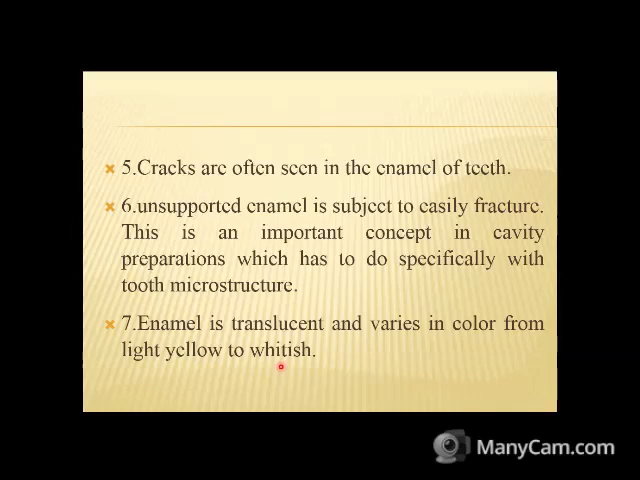 5.Cracks are often seen in the enamel of teeth.
6.unsupported enamel is subject to easily fracture.
This is an important concept in cavity
preparations which has to do specifically with
tooth microstructure.
7.Enamel is translucent and varies in color from
light yellow to whitish.
ManyCam.com